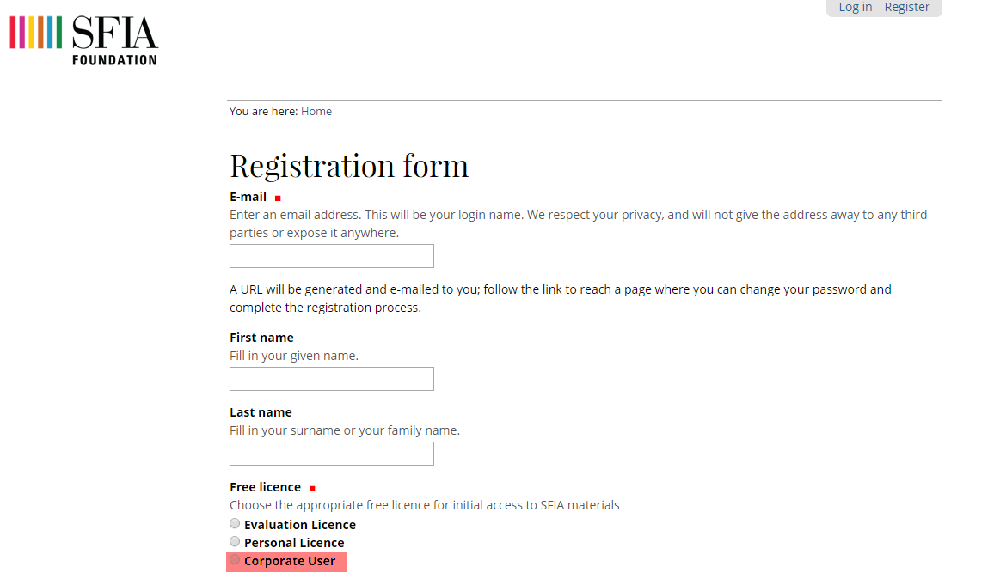 Log in Register
SFIA
FOUNDATION
You are here: Home
Registration form
E-mail
Enter an email address. This will be your login name. We respect your privacy, and will not give the address away to any third
parties or expose it anywhere.
A URL will be generated and e-mailed to you; follow the link to reach a page where you can change your password and
complete the registration process.
First name
Fill in your given name.
Last name
Fill in your surname or your family name.
Free licence
Choose the appropriate free licence for initial access to SFIA materials
Evaluation Licence
Personal Licence
Corporate User